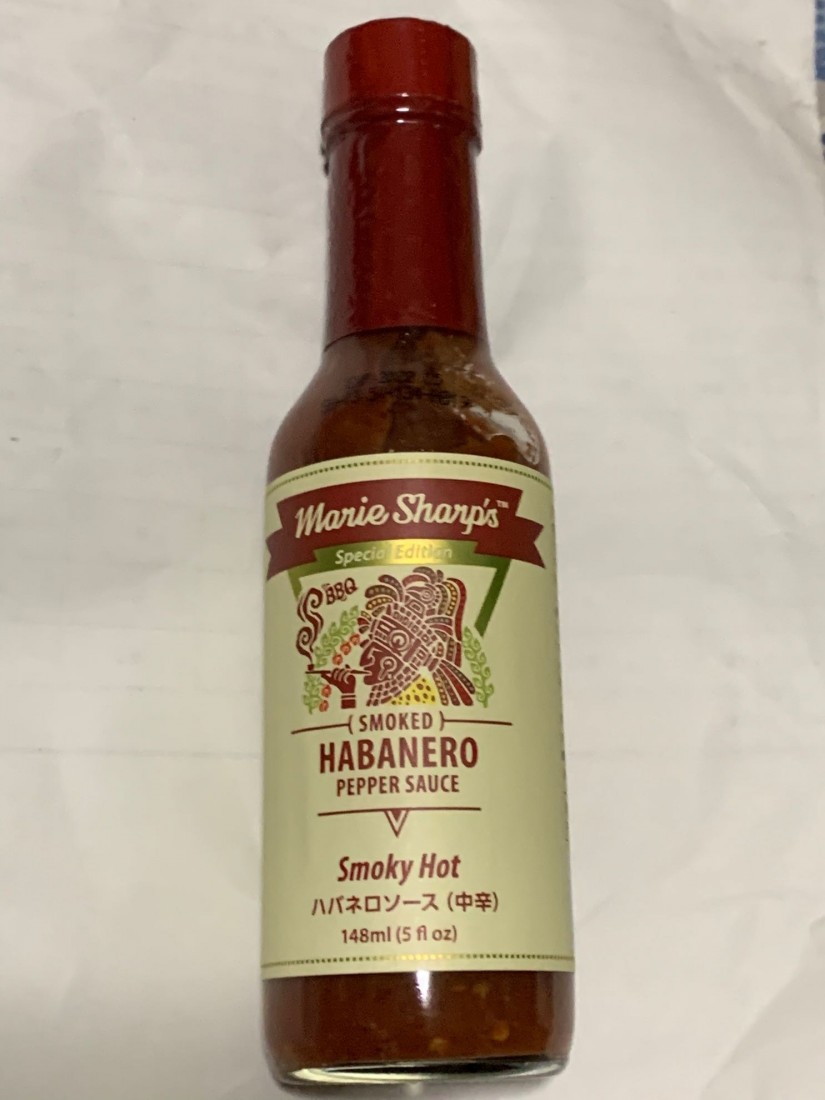 Marie Sharp's™
Special Edition
BBQ
(SMOKED)
HABANERO
PEPPER SAUCE
Smoky Hot
ハバネロソース (中辛)
148ml (5 fl oz)